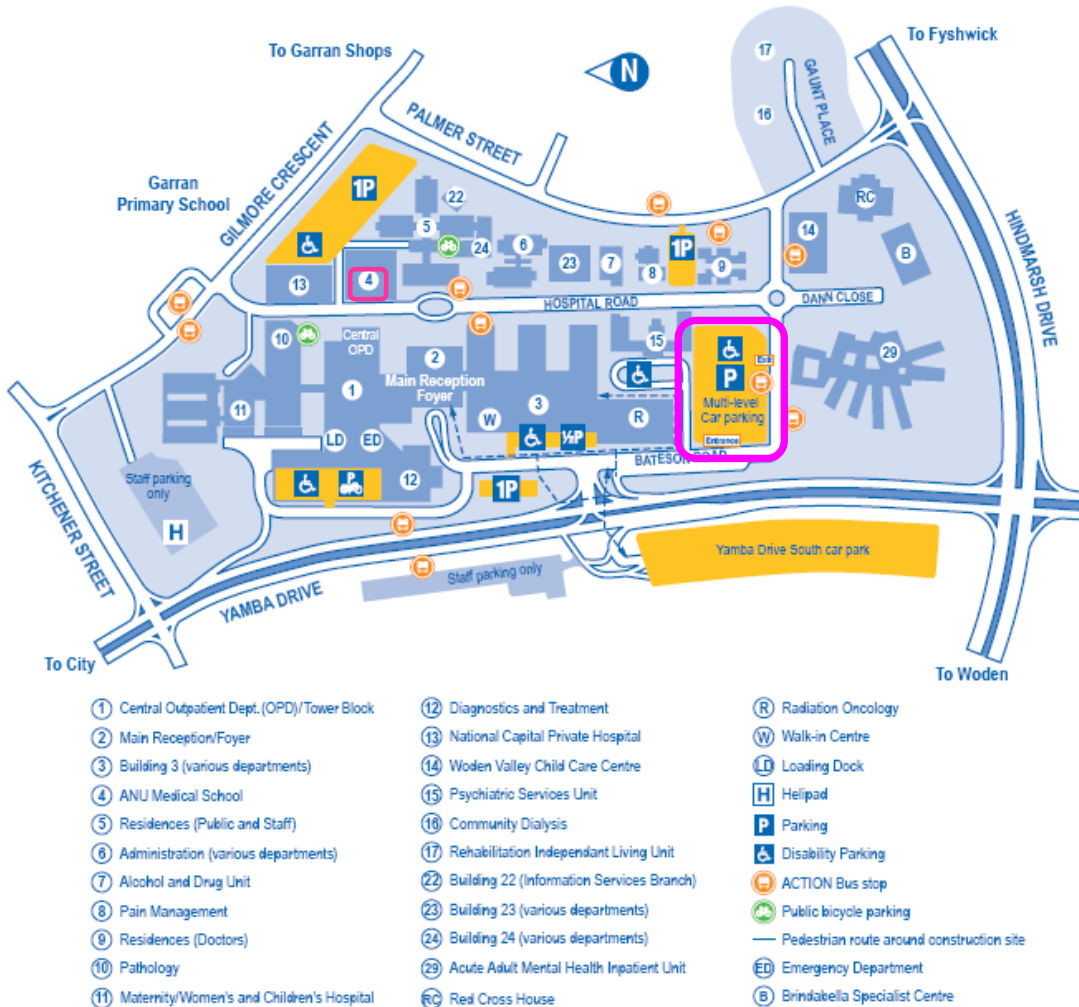 To Garran Shops
To Fyshwick
N
17
GAUNT PLACE
16
PALMER STREET
GILMORE CRESCENT
Garran
Primary School
1P
22
RC
5
14
1P
24
6
B
4
23
7
8
9
13
HINDMARSH DRIVE
HOSPITAL ROAD
DANN CLOSE
10
Central
OPD
15
29
2
Main Reception
Foyer
Exit
1
P
Multi-level
Car parking
11
3
R
W
LD
ED
½P
Entrance
BATESON ROAD
KITCHENER STREET
Staff parking
only
12
P
1P
H
Yamba Drive South car park
Staff parking only
YAMBA DRIVE
To City
To Woden
1 Central Outpatient Dept. (OPD)/Tower Block
2 Main Reception/Foyer
3 Building 3 (various departments)
4 ANU Medical School
5 Residences (Public and Staff)
6 Administration (various departments)
7 Alcohol and Drug Unit
8 Pain Management
9 Residences (Doctors)
10 Pathology
11 Maternity/Women's and Children's Hospital
12 Diagnostics and Treatment
13 National Capital Private Hospital
14 Woden Valley Child Care Centre
15 Psychiatric Services Unit
16 Community Dialysis
17 Rehabilitation Independant Living Unit
22 Building 22 (Information Services Branch)
23 Building 23 (various departments)
24 Building 24 (various departments)
29 Acute Adult Mental Health Inpatient Unit
RC Red Cross House
R Radiation Oncology
W Walk-in Centre
LD Loading Dock
H Helipad
P Parking
Disability Parking
ACTION Bus stop
Public bicycle parking
Pedestrian route around construction site
ED Emergency Department
B Brindabella Specialist Centre